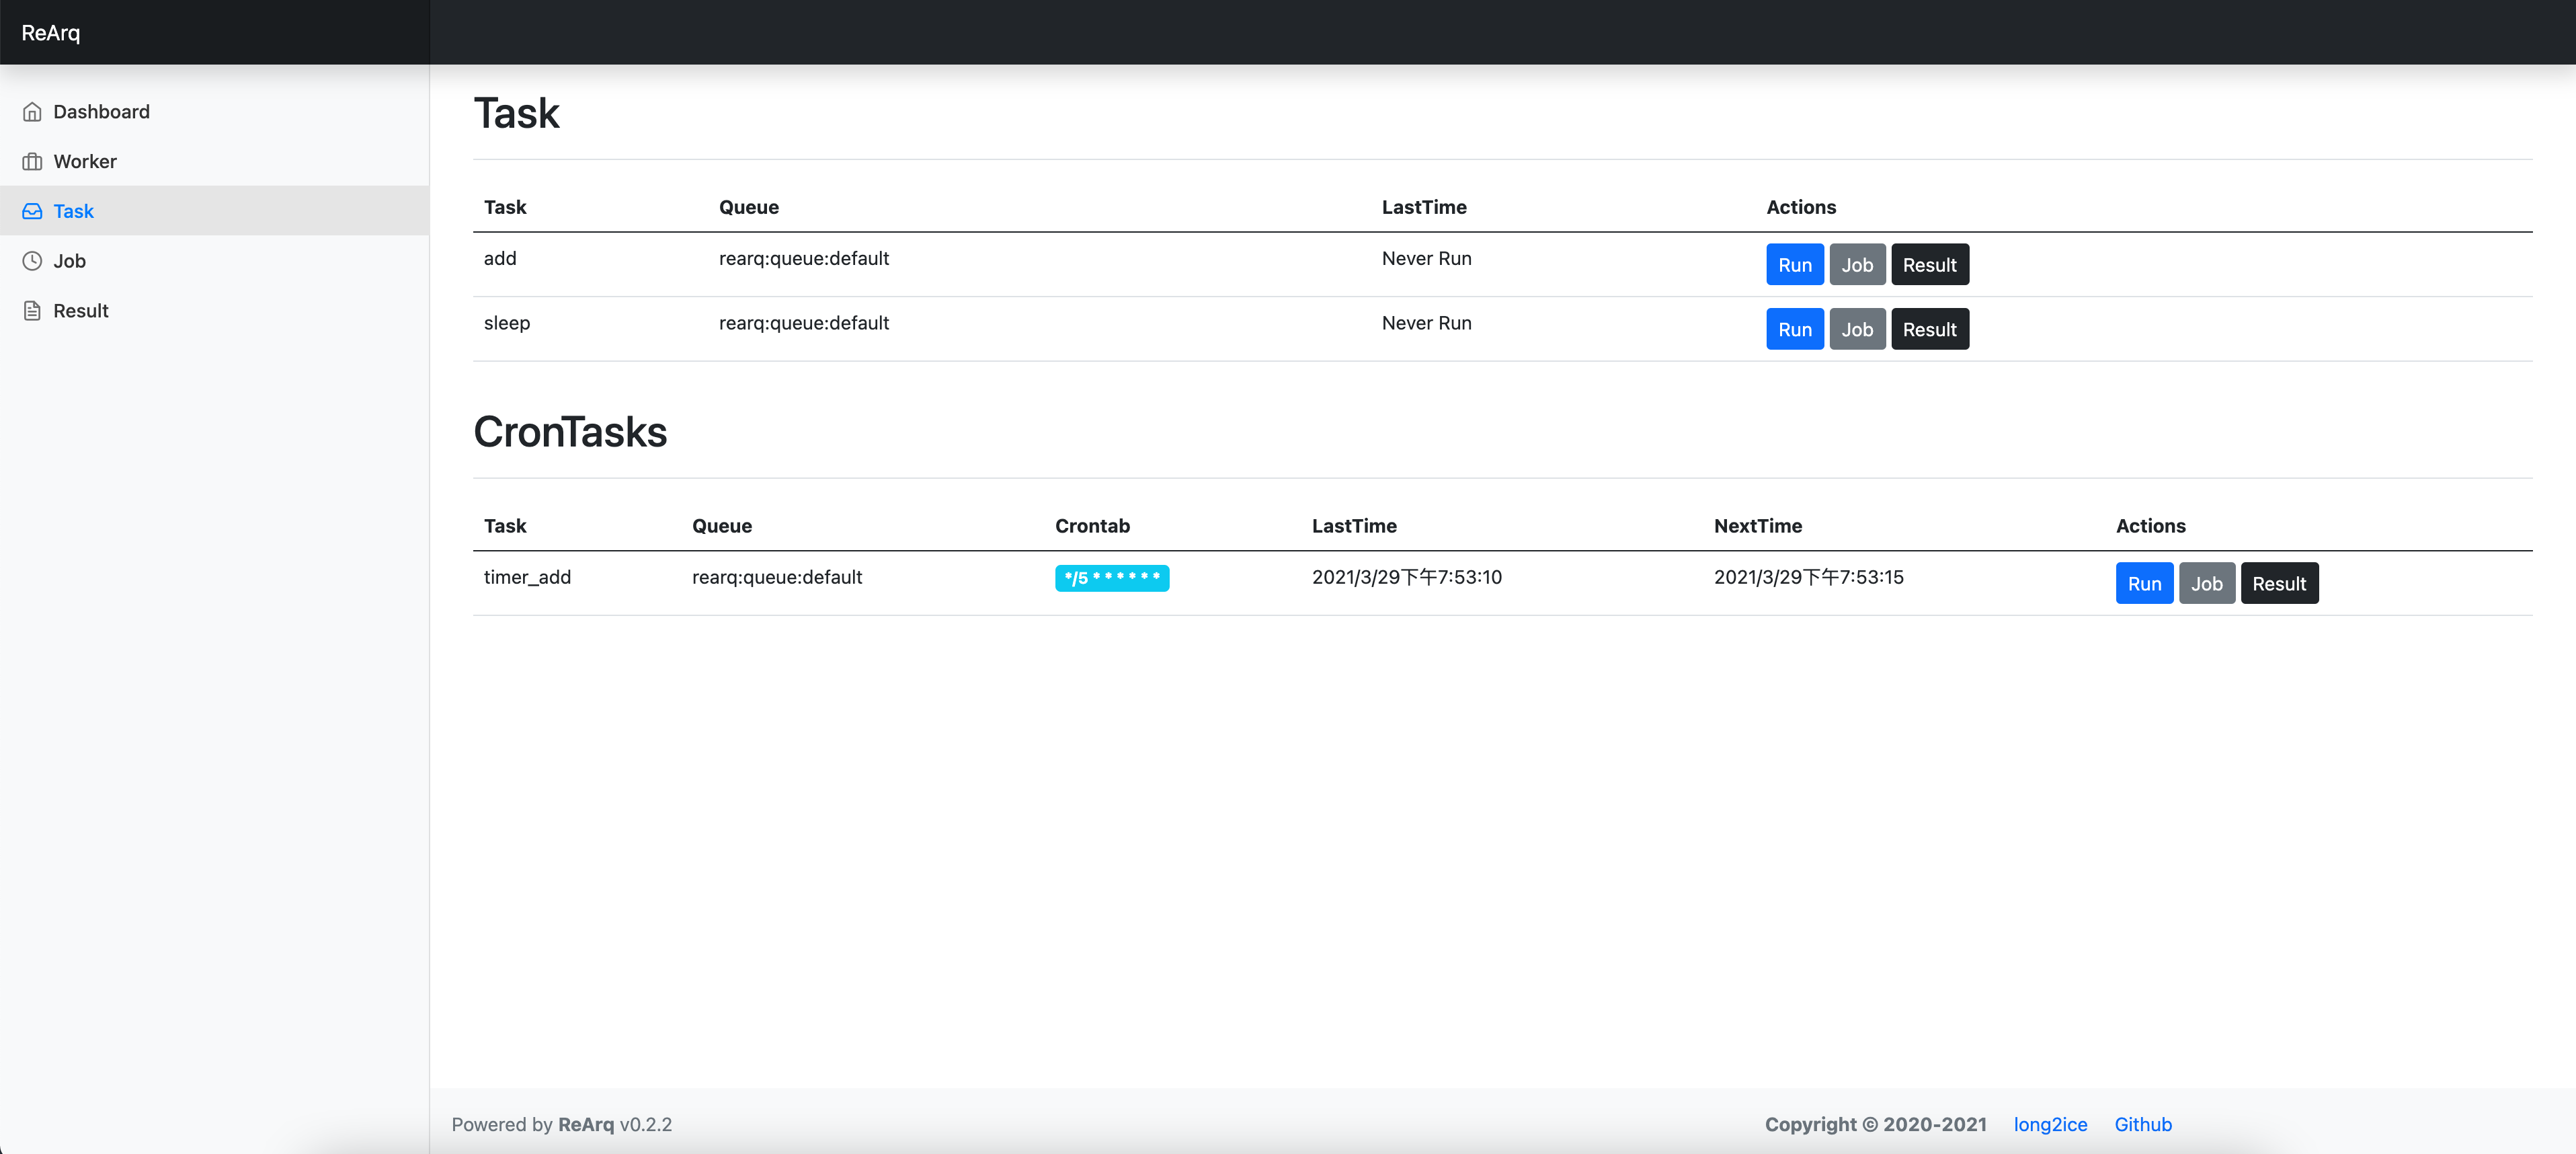 ReArq
Dashboard
Worker
Task
Job
Result
Task
Task Queue LastTime Actions
add rearq:queue:default Never Run Run Job Result
sleep rearq:queue:default Never Run Run Job Result
CronTasks
Task Queue Crontab LastTime NextTime Actions
timer_add rearq:queue:default */5 * * * * * * 2021/3/29下午7:53:10 2021/3/29下午7:53:15 Run Job Result
Powered by ReArq v0.2.2 Copyright © 2020-2021 long2ice Github